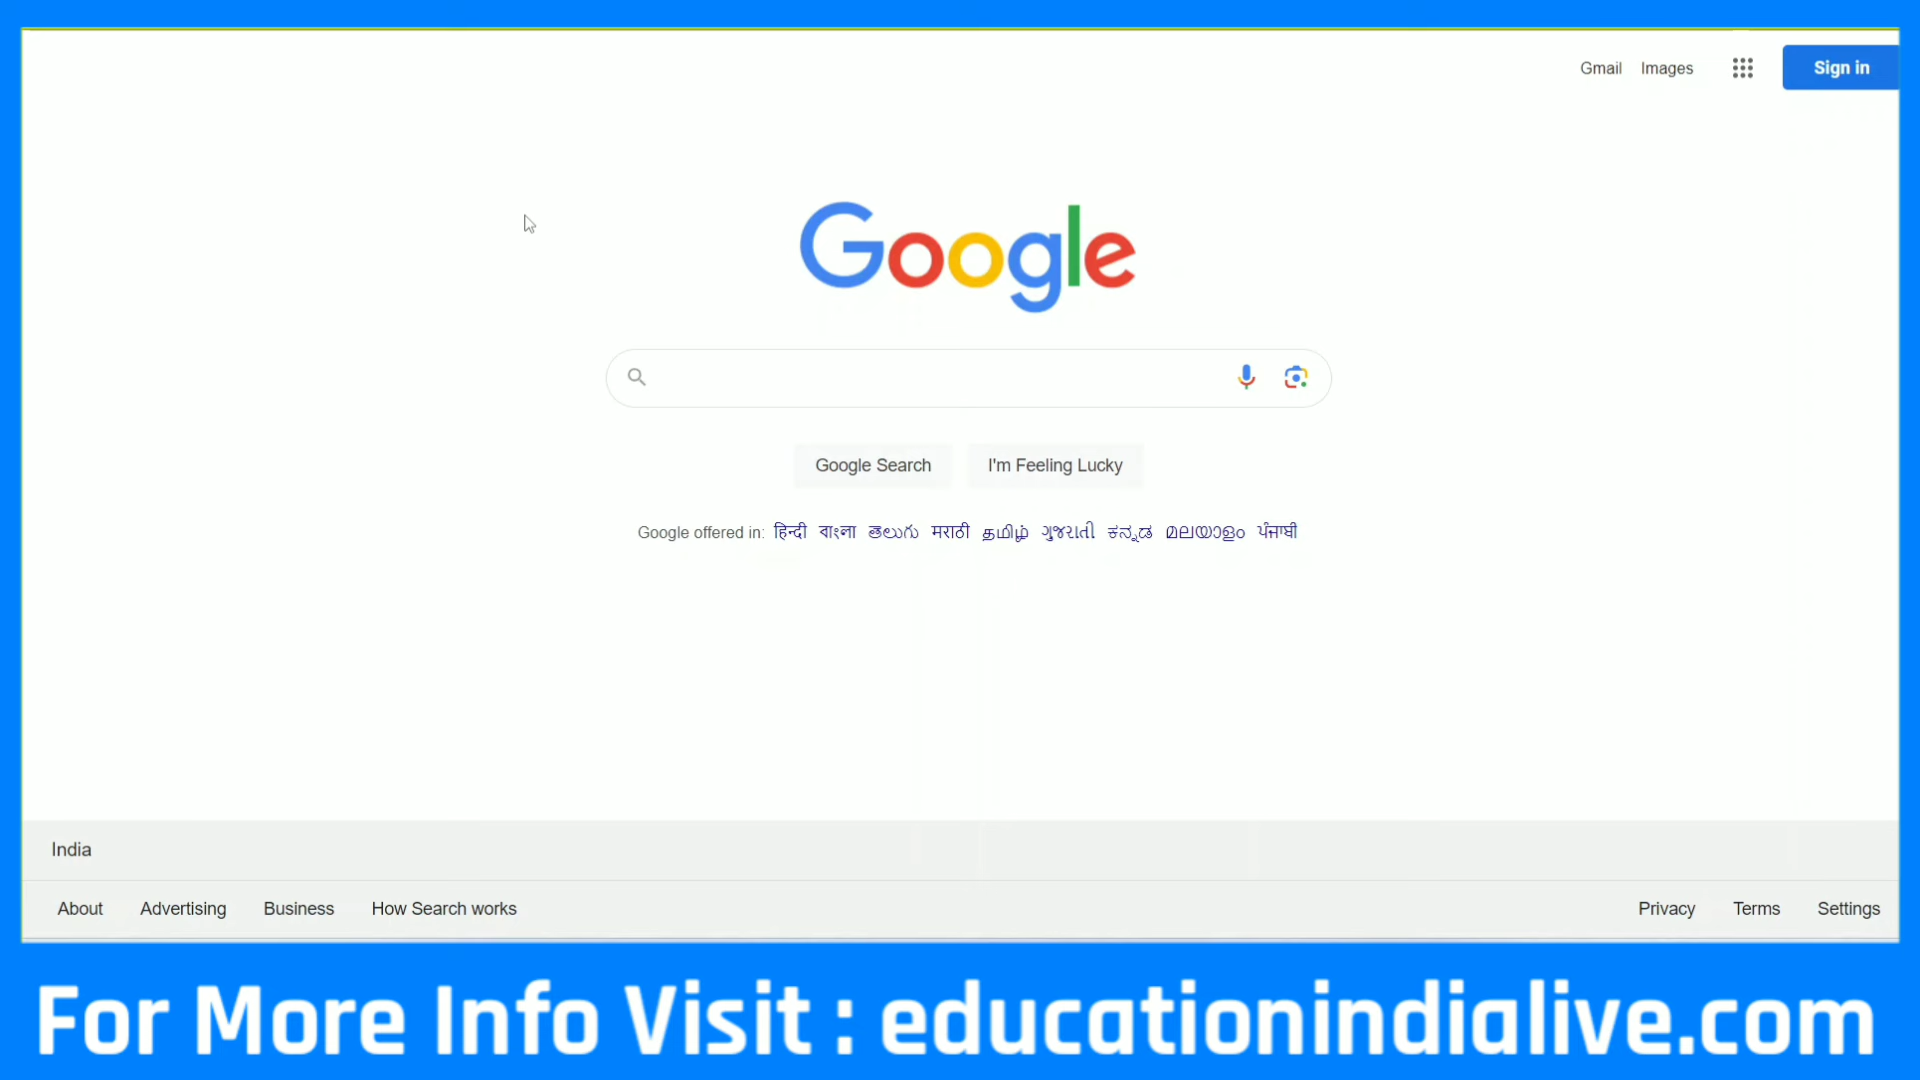 Gmail Images Sign in
Google
Google Search I'm Feeling Lucky
Google offered in: हिन्दी বাংলা తెలుగు मराठी தமிழ் ગુજરાતી ಕನ್ನಡ മലയാളം ਪੰਜਾਬੀ
India
About Advertising Business How Search works Privacy Terms Settings
For More Info Visit : educationindialive.com